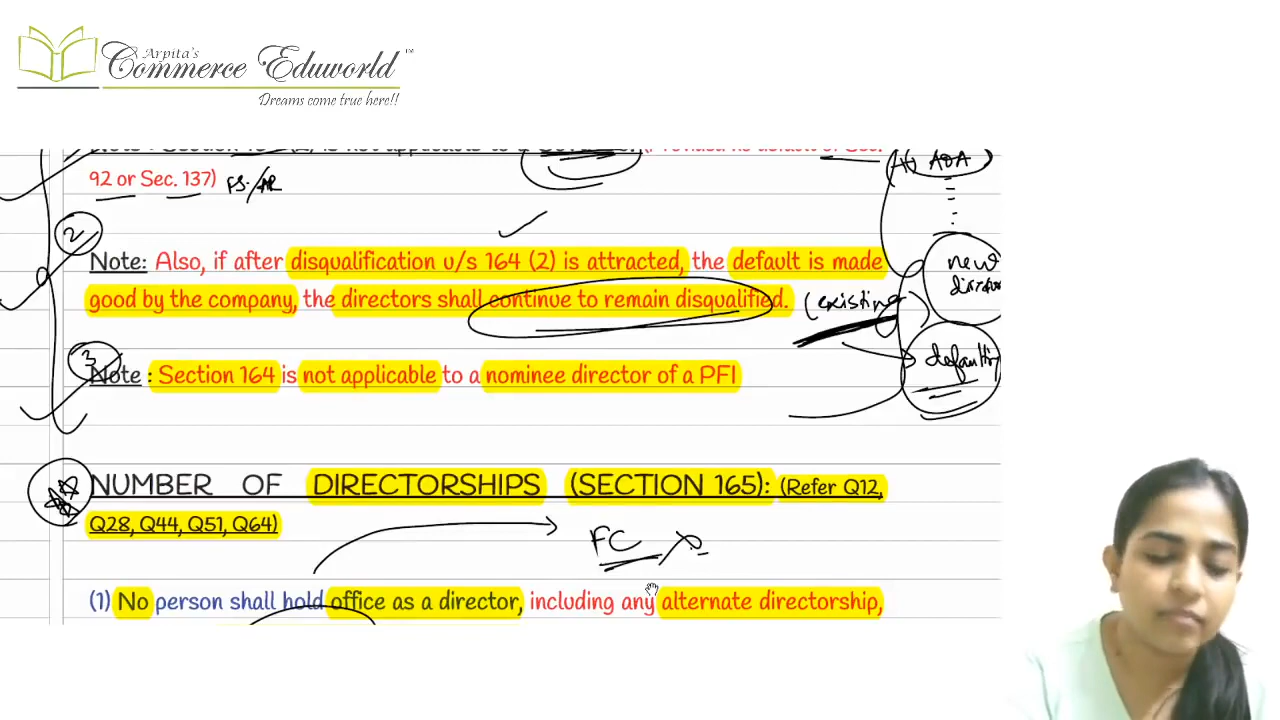 Arpita's
Commerce Eduworld™
Dreams come true here!!
92 or Sec. 137) FS./AR
AOA
2
Note: Also, if after disqualification u/s 164 (2) is attracted, the default is made
good by the company, the directors shall continue to remain disqualified. (existing)
new
3
Note : Section 164 is not applicable to a nominee director of a PFI
NUMBER OF DIRECTORSHIPS (SECTION 165): (Refer Q12,
Q28, Q44, Q51, Q64)
FC
(1) No person shall hold office as a director, including any alternate directorship,